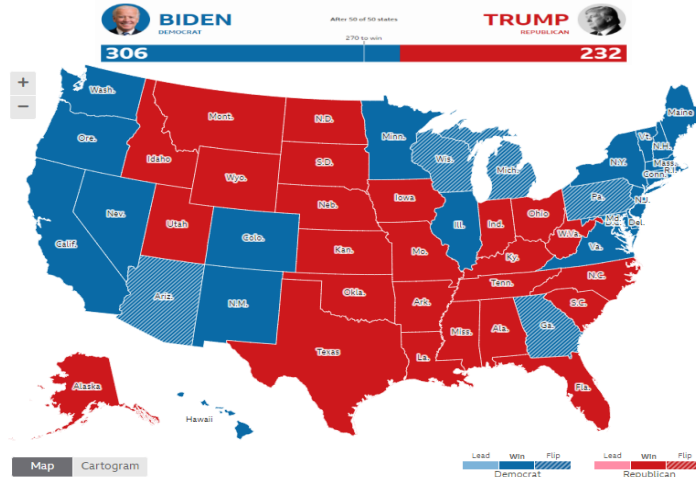 BIDEN
DEMOCRAT
After 50 of 50 states
270 to win
TRUMP
REPUBLICAN
306
232
+
−
Wash.
Ore.
Calif.
Nev.
Idaho
Mont.
Wyo.
Utah
Colo.
Ariz.
N.M.
N.D.
S.D.
Neb.
Kan.
Okla.
Texas
Minn.
Iowa
Mo.
Ark.
La.
Wis.
Ill.
Mich.
Ind.
Ohio
Ky.
Tenn.
Miss.
Ala.
Ga.
Fla.
S.C.
N.C.
Va.
W.Va.
Pa.
N.Y.
Vt.
N.H.
Maine
Mass.
R.I.
Conn.
N.J.
Del.
Md.
Alaska
Hawaii
Map
Cartogram
Lead Win Flip
Democrat
Lead Win Flip
Republican